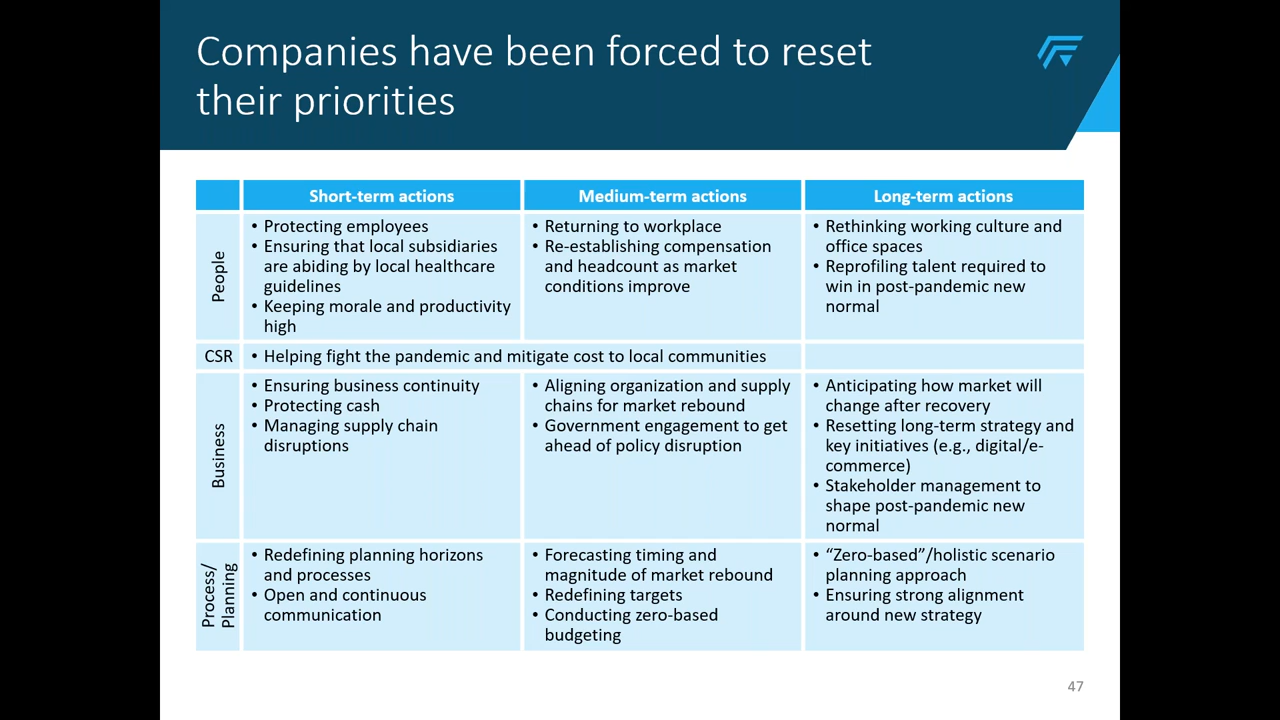 Companies have been forced to reset
their priorities
Short-term actions
Medium-term actions
Long-term actions
People
• Protecting employees
• Ensuring that local subsidiaries
are abiding by local healthcare
guidelines
• Keeping morale and productivity
high
• Returning to workplace
• Re-establishing compensation
and headcount as market
conditions improve
• Rethinking working culture and
office spaces
• Reprofiling talent required to
win in post-pandemic new
normal
CSR
• Helping fight the pandemic and mitigate cost to local communities
Business
• Ensuring business continuity
• Protecting cash
• Managing supply chain
disruptions
• Aligning organization and supply
chains for market rebound
• Government engagement to get
ahead of policy disruption
• Anticipating how market will
change after recovery
• Resetting long-term strategy and
key initiatives (e.g., digital/e-
commerce)
• Stakeholder management to
shape post-pandemic new
normal
Process/
Planning
• Redefining planning horizons
and processes
• Open and continuous
communication
• Forecasting timing and
magnitude of market rebound
• Redefining targets
• Conducting zero-based
budgeting
• “Zero-based”/holistic scenario
planning approach
• Ensuring strong alignment
around new strategy
47